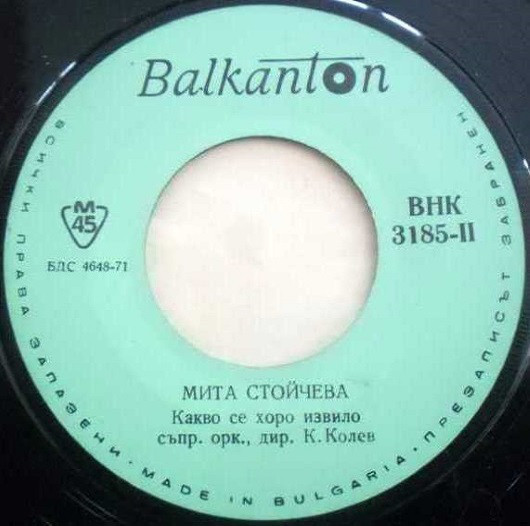 Balkanton
ВСИЧКИ ПРАВА ЗАПАЗЕНИ · MADE IN BULGARIA · ПРЕЗАПИСЪТ ЗАБРАНЕН
М
45
БДС 4648-71
ВНК
3185-II
МИТА СТОЙЧЕВА
Какво се хоро извило
съпр. орк., дир. К. Колев